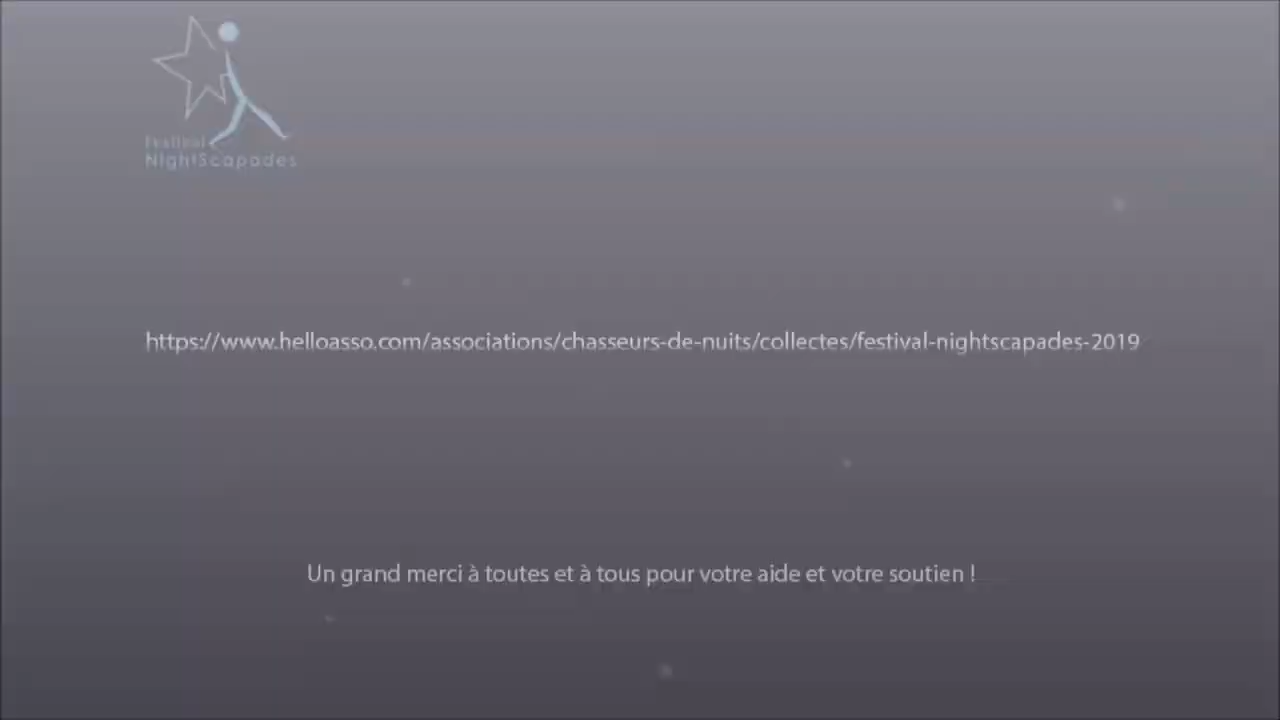 Festival
NightScapades
https://www.helloasso.com/associations/chasseurs-de-nuits/collectes/festival-nightscapades-2019
Un grand merci à toutes et à tous pour votre aide et votre soutien !